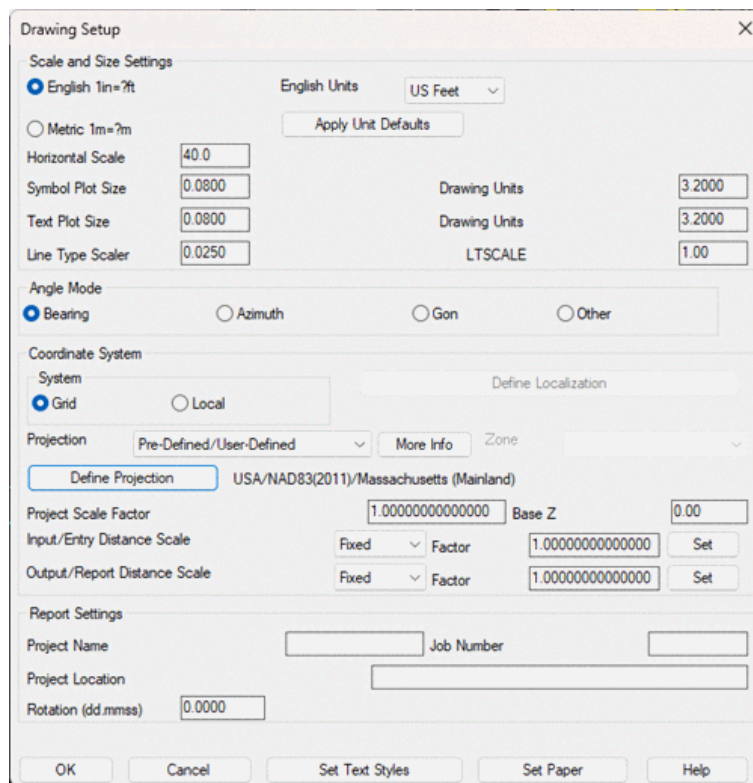 Drawing Setup
Scale and Size Settings
English 1in=?ft English Units US Feet
Metric 1m=?m Apply Unit Defaults
Horizontal Scale 40.0
Symbol Plot Size 0.0800 Drawing Units 3.2000
Text Plot Size 0.0800 Drawing Units 3.2000
Line Type Scaler 0.0250 LTSCALE 1.00
Angle Mode
Bearing Azimuth Gon Other
Coordinate System
System Define Localization
Grid Local
Projection Pre-Defined/User-Defined More Info Zone
Define Projection USA/NAD83(2011)/Massachusetts (Mainland)
Project Scale Factor 1.00000000000000 Base Z 0.00
Input/Entry Distance Scale Fixed Factor 1.00000000000000 Set
Output/Report Distance Scale Fixed Factor 1.00000000000000 Set
Report Settings
Project Name Job Number
Project Location
Rotation (dd.mmss) 0.0000
OK Cancel Set Text Styles Set Paper Help